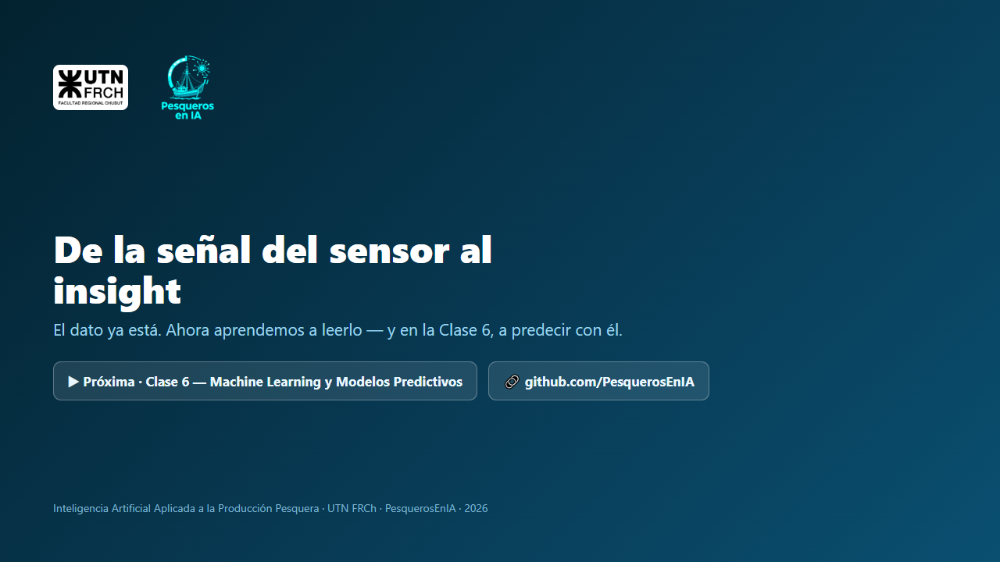 UTN
FRCH
FACULTAD REGIONAL CHUBUT
Pesqueros
en IA
De la señal del sensor al
insight
El dato ya está. Ahora aprendemos a leerlo — y en la Clase 6, a predecir con él.
▶ Próxima · Clase 6 — Machine Learning y Modelos Predictivos
🔗 github.com/PesquerosEnIA
Inteligencia Artificial Aplicada a la Producción Pesquera · UTN FRCh · PesquerosEnIA · 2026